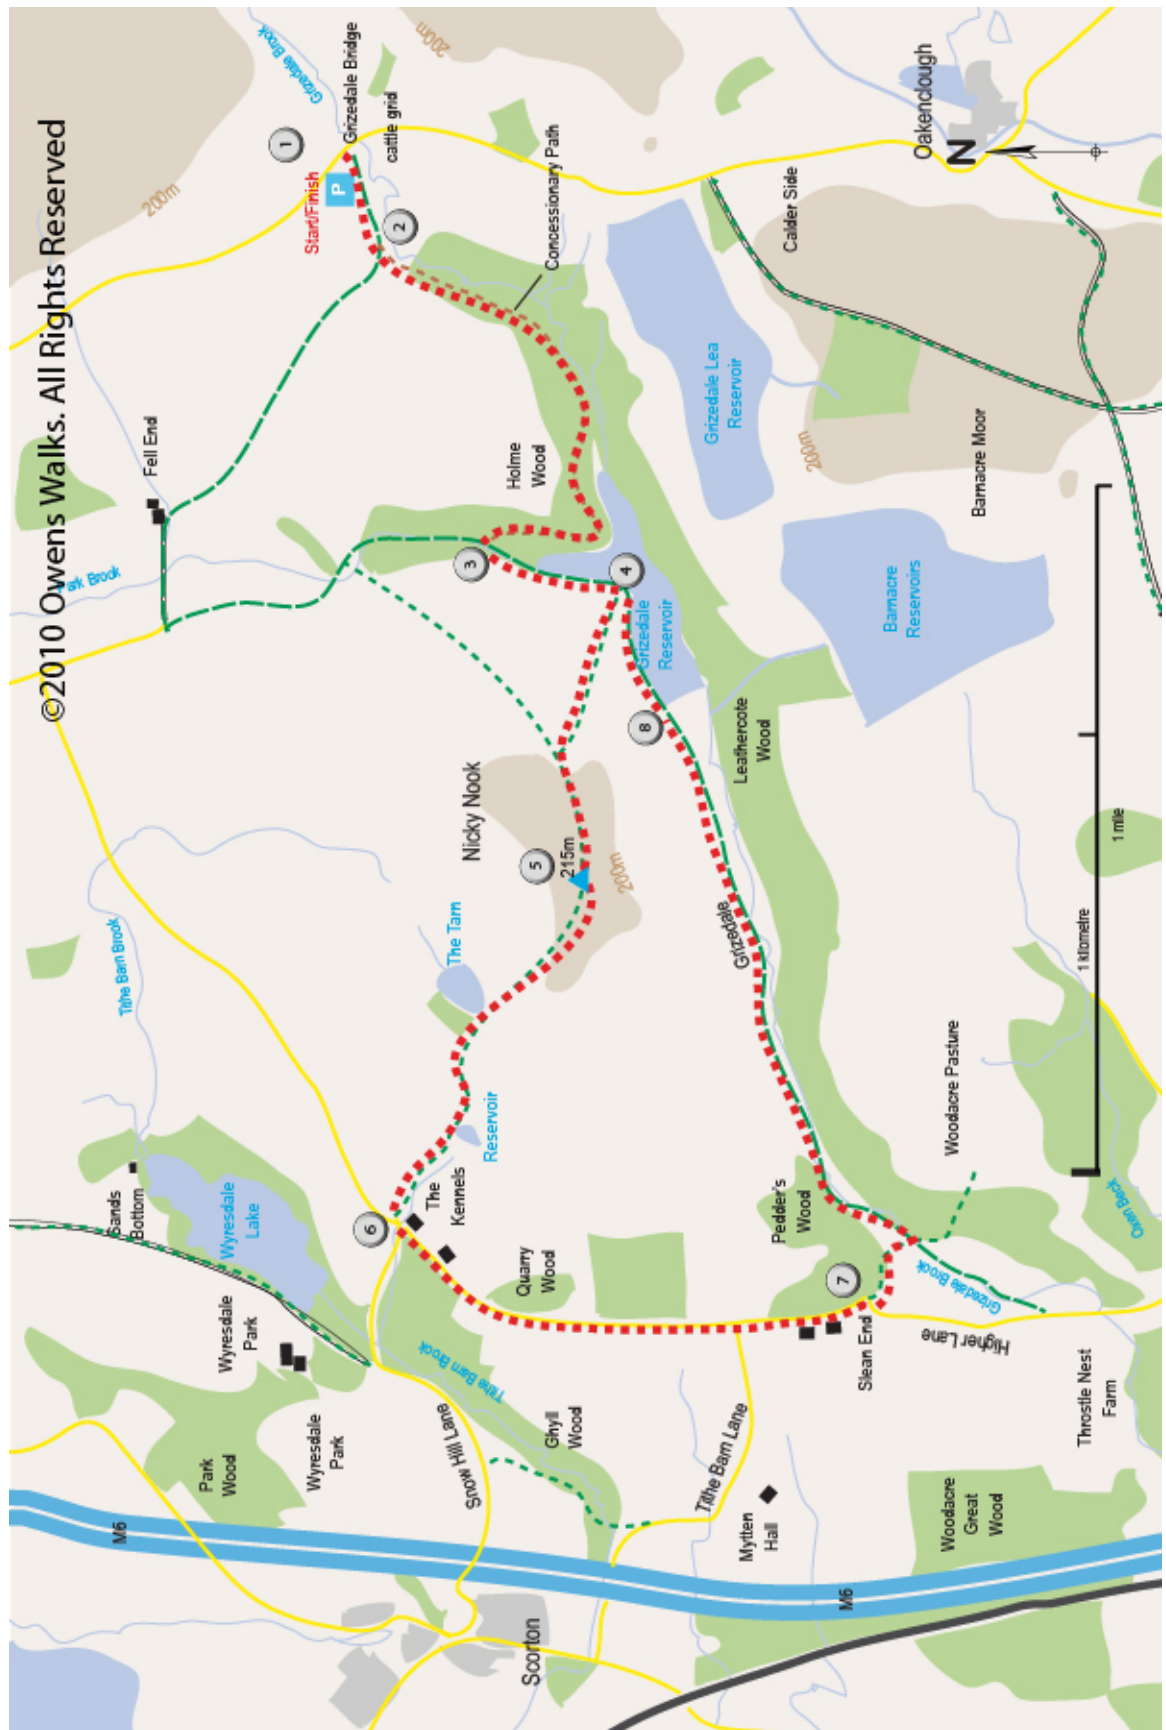 ©2010 Owens Walks. All Rights Reserved
M6
Park
Wood
Wyresdale
Park
Wyresdale
Park
Sands
Bottom
Wyresdale
Lake
Tithe Barn Brook
Park Brook
Fell End
200m
Grizedale Brook
200m
Start/Finish
P
1
Grizedale Bridge
cattle grid
2
Concessionary Path
Snow Hill Lane
Tithe Barn Brook
6
The
Kennels
Reservoir
The Tarn
Nicky Nook
5
215m
200m
3
Holme
Wood
4
Grizedale
Reservoir
8
Scorton
Ghyll
Wood
Quarry
Wood
Tithe Barn Lane
Mytten
Hall
M6
Pedder's
Wood
7
Slean End
Grizedale
Leathercote
Wood
Grizedale Lea
Reservoir
Calder Side
200m
Oakenclough
N
Barnacre
Reservoirs
Barnacre Moor
Woodacre
Great
Wood
Higher Lane
Grizedale Brook
Woodacre Pasture
Throstle Nest
Farm
Oxen Beck
1 kilometre
1 mile